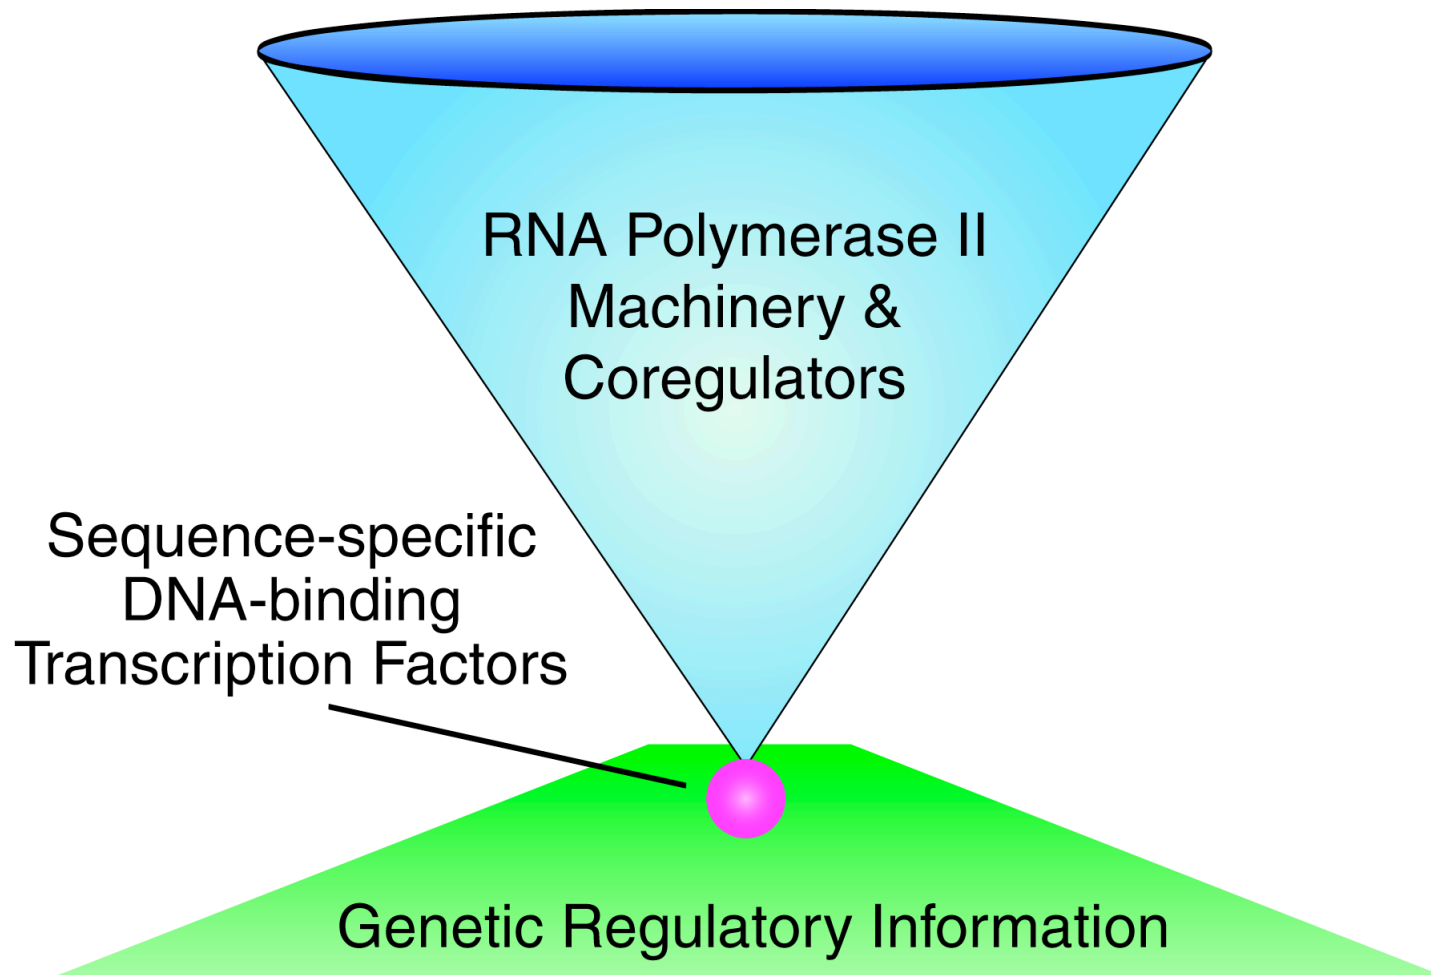 RNA Polymerase II
Machinery &
Coregulators
Sequence-specific
DNA-binding
Transcription Factors
Genetic Regulatory Information